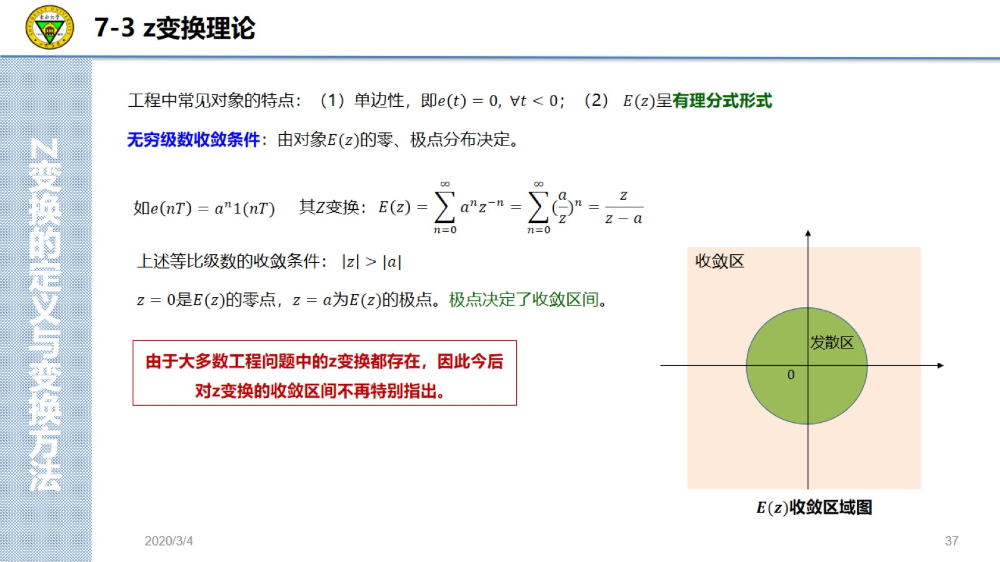 7-3 z变换理论
Z变换的定义与变换方法
工程中常见对象的特点：（1）单边性，即e(t) = 0, ∀t < 0；（2） E(z)呈有理分式形式
无穷级数收敛条件：由对象E(z)的零、极点分布决定。
如e(nT) = aⁿ1(nT) 其Z变换：E(z) = ∑_{n=0}^{∞} aⁿz⁻ⁿ = ∑_{n=0}^{∞} (a/z)ⁿ = z/(z − a)
上述等比级数的收敛条件： |z| > |a|
z = 0是E(z)的零点，z = a为E(z)的极点。极点决定了收敛区间。
由于大多数工程问题中的z变换都存在，因此今后
对z变换的收敛区间不再特别指出。
收敛区
发散区
0
E(z)收敛区域图
2020/3/4
37